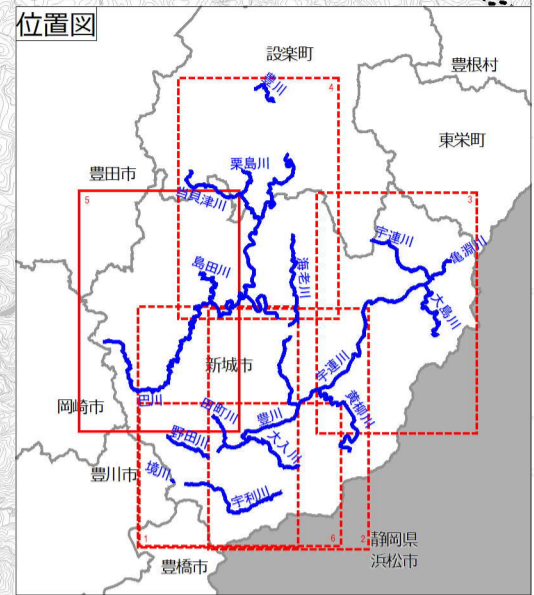 位置図
設楽町
豊根村
豊川
4
東栄町
豊田市
栗島川
当貝津川
5
3
宇連川
亀淵川
島田川
海老川
大島川
新城市
宇連川
岡崎市
田川
田町川
豊川
黄柳川
野田川
大入川
豊川市
境川
宇利川
1
6
2
静岡県
浜松市
豊橋市